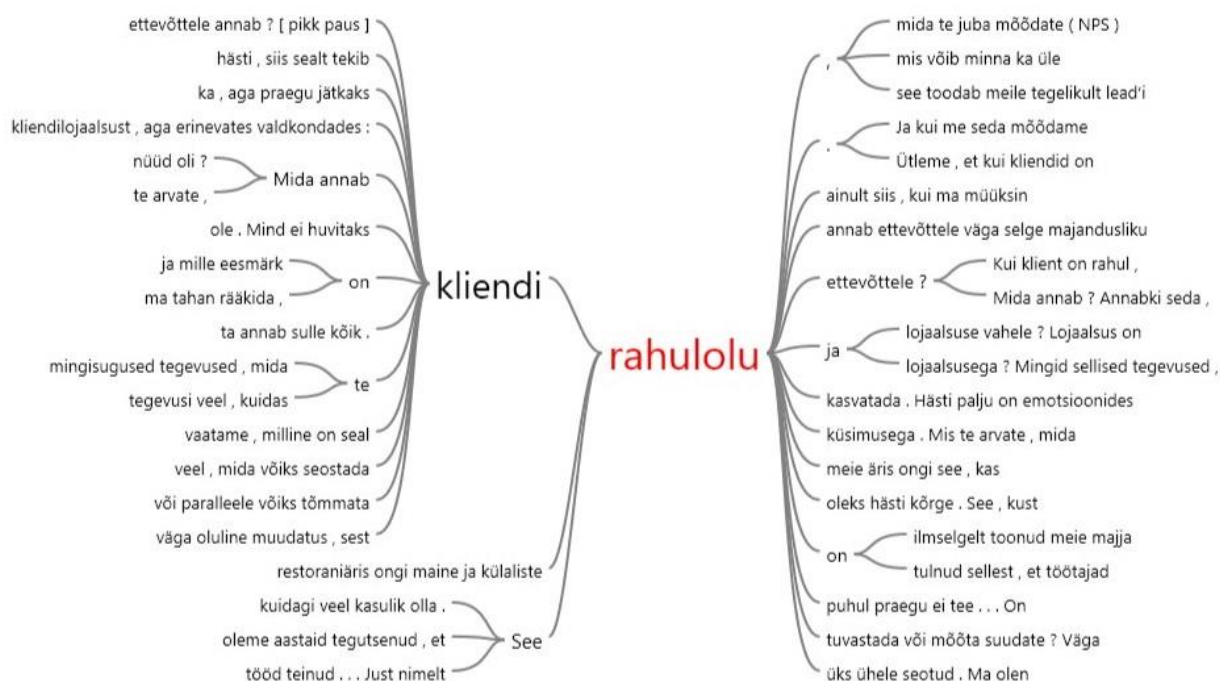 ettevõttele annab ? [ pikk paus ]
hästi , siis sealt tekib
ka , aga praegu jätkaks
kliendilojaalsust , aga erinevates valdkondades :
nüüd oli ?
te arvate ,
Mida annab
ole . Mind ei huvitaks
ja mille eesmärk
ma tahan rääkida ,
on
ta annab sulle kõik .
mingisugused tegevused , mida
tegevusi veel , kuidas
te
vaatame , milline on seal
veel , mida võiks seostada
või paralleele võiks tõmmata
väga oluline muudatus , sest
kliendi
restoraniäris ongi maine ja külaliste
kuidagi veel kasulik olla .
oleme aastaid tegutsenud , et
tööd teinud . . . Just nimelt
See
rahulolu
,
mida te juba mõõdate ( NPS )
mis võib minna ka üle
see toodab meile tegelikult lead'i
.
Ja kui me seda mõõdame
Ütleme , et kui kliendid on
ainult siis , kui ma müüksin
annab ettevõttele väga selge majandusliku
ettevõttele ?
Kui klient on rahul ,
Mida annab ? Annabki seda ,
ja
lojaalsuse vahele ? Lojaalsus on
lojaalsusega ? Mingid sellised tegevused ,
kasvatada . Hästi palju on emotsioonides
küsimusega . Mis te arvate , mida
meie äris ongi see , kas
oleks hästi kõrge . See , kust
on
ilmselgelt toonud meie majja
tulnud sellest , et töötajad
puhul praegu ei tee . . . On
tuvastada või mõõta suudate ? Väga
üks ühele seotud . Ma olen